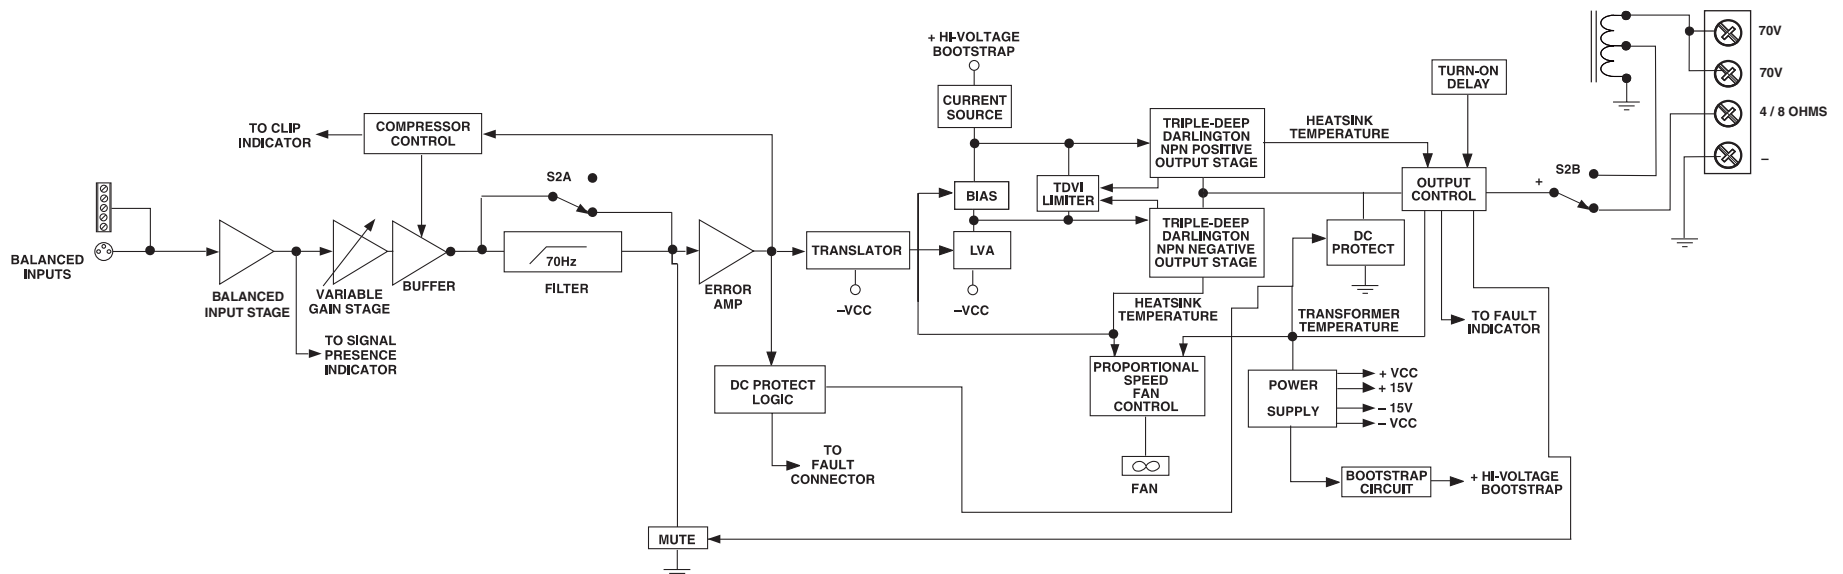 + HI-VOLTAGE
BOOTSTRAP
CURRENT
SOURCE
TO CLIP
INDICATOR
COMPRESSOR
CONTROL
S2A
BALANCED
INPUTS
BALANCED
INPUT STAGE
VARIABLE
GAIN STAGE
BUFFER
70Hz
FILTER
ERROR
AMP
TO SIGNAL
PRESENCE
INDICATOR
TRANSLATOR
–VCC
BIAS
LVA
–VCC
TDVI
LIMITER
TRIPLE-DEEP
DARLINGTON
NPN POSITIVE
OUTPUT STAGE
TRIPLE-DEEP
DARLINGTON
NPN NEGATIVE
OUTPUT STAGE
HEATSINK
TEMPERATURE
HEATSINK
TEMPERATURE
TURN-ON
DELAY
OUTPUT
CONTROL
DC
PROTECT
TRANSFORMER
TEMPERATURE
TO FAULT
INDICATOR
+
S2B
70V
70V
4 / 8 OHMS
–
DC PROTECT
LOGIC
TO
FAULT
CONNECTOR
PROPORTIONAL
SPEED
FAN
CONTROL
FAN
POWER
SUPPLY
+ VCC
+ 15V
– 15V
– VCC
BOOTSTRAP
CIRCUIT
+ HI-VOLTAGE
BOOTSTRAP
MUTE